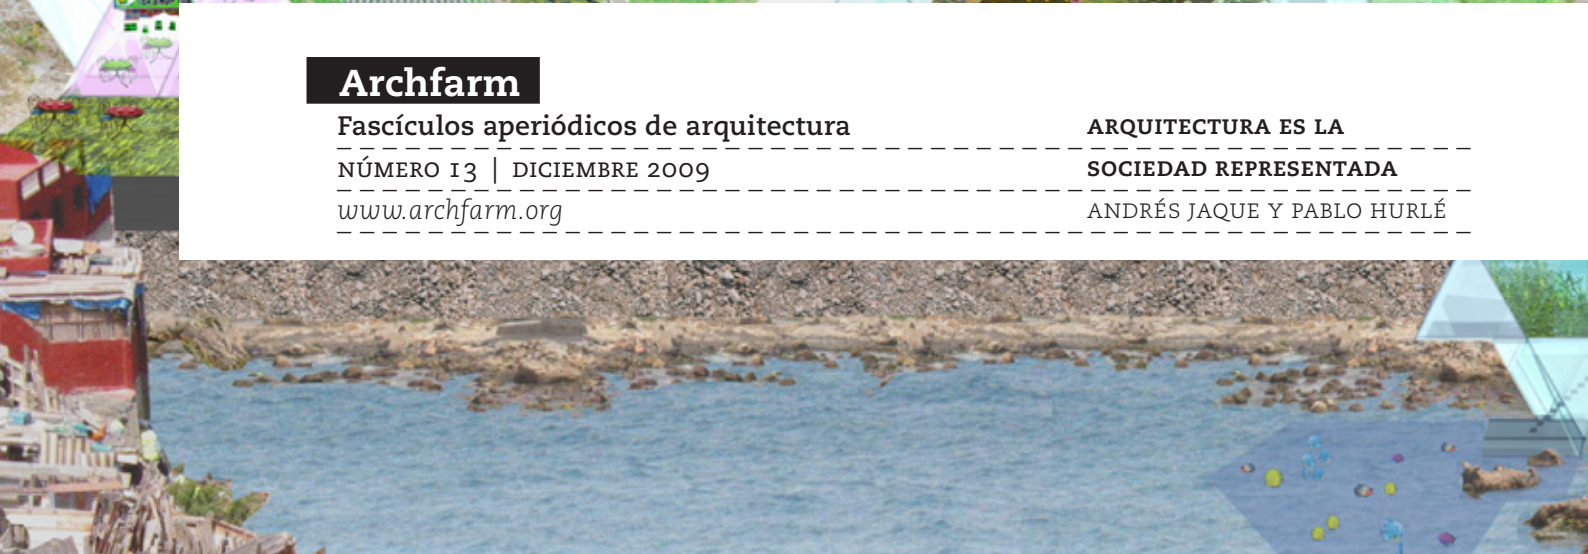 Archfarm
Fascículos aperiódicos de arquitectura
NÚMERO 13 | DICIEMBRE 2009
www.archfarm.org
ARQUITECTURA ES LA
SOCIEDAD REPRESENTADA
ANDRÉS JAQUE Y PABLO HURLÉ